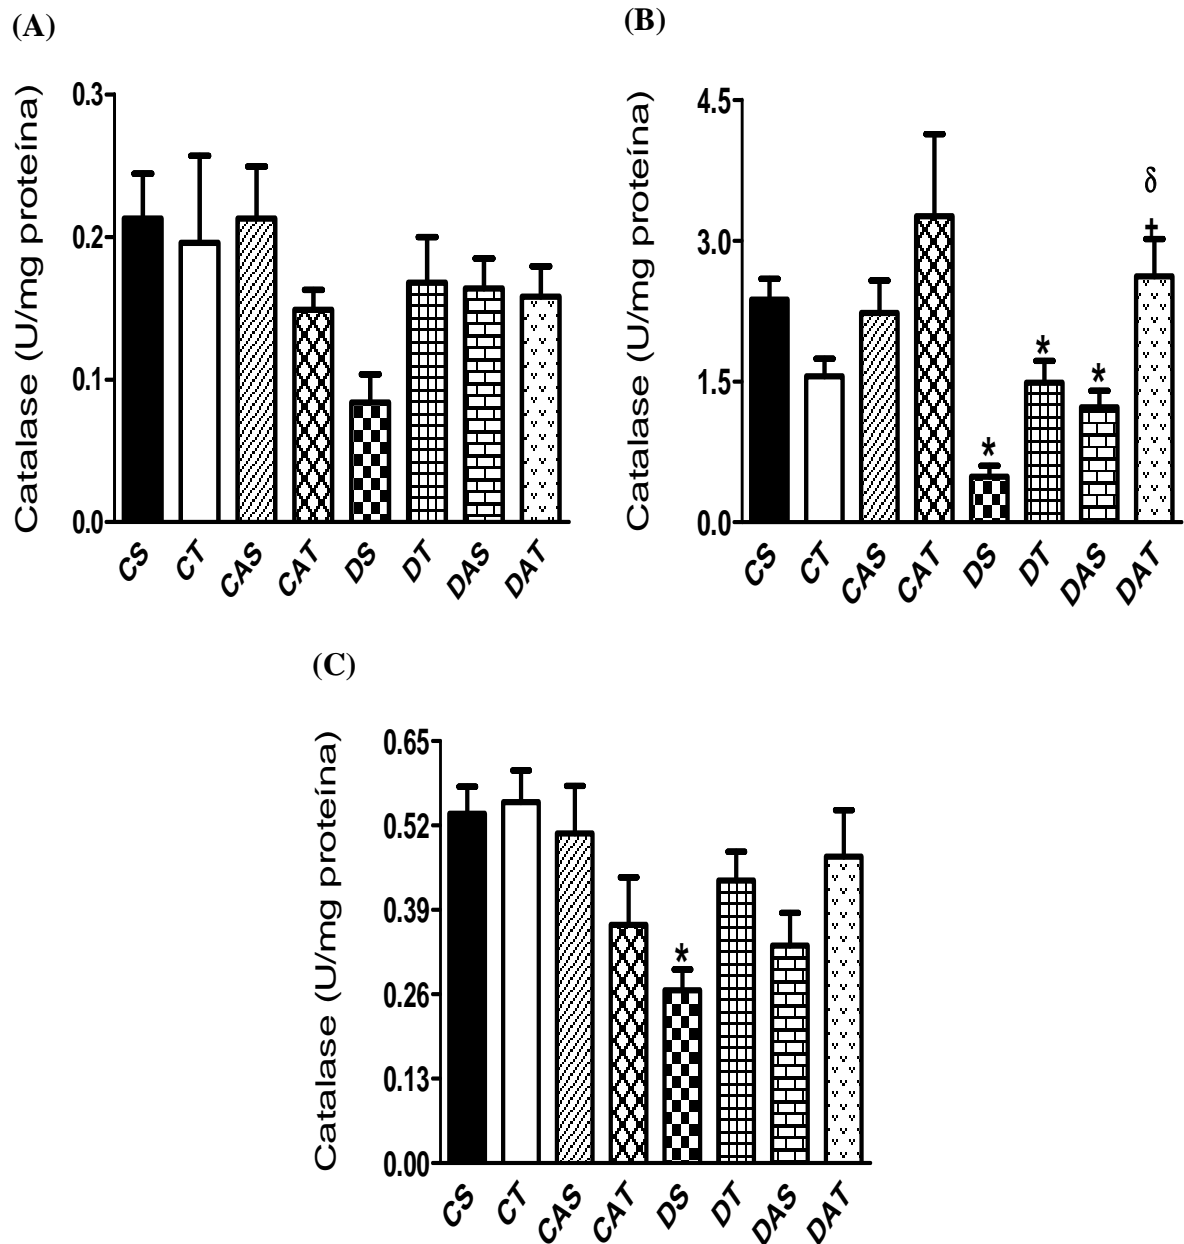 (A)
Catalase (U/mg proteína)
0.3
0.2
0.1
0.0
CS CT CAS CAT DS DT DAS DAT
(B)
Catalase (U/mg proteína)
4.5
3.0
1.5
0.0
* * *
δ
ⱡ
CS CT CAS CAT DS DT DAS DAT
(C)
Catalase (U/mg proteína)
0.65
0.52
0.39
0.26
0.13
0.00
*
CS CT CAS CAT DS DT DAS DAT